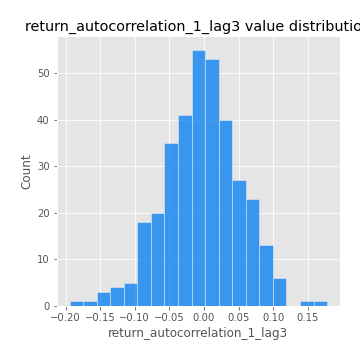 return_autocorrelation_1_lag3 value distributio
50
40
30
20
10
0
Count
−0.20 −0.15 −0.10 −0.05 0.00 0.05 0.10 0.15
return_autocorrelation_1_lag3